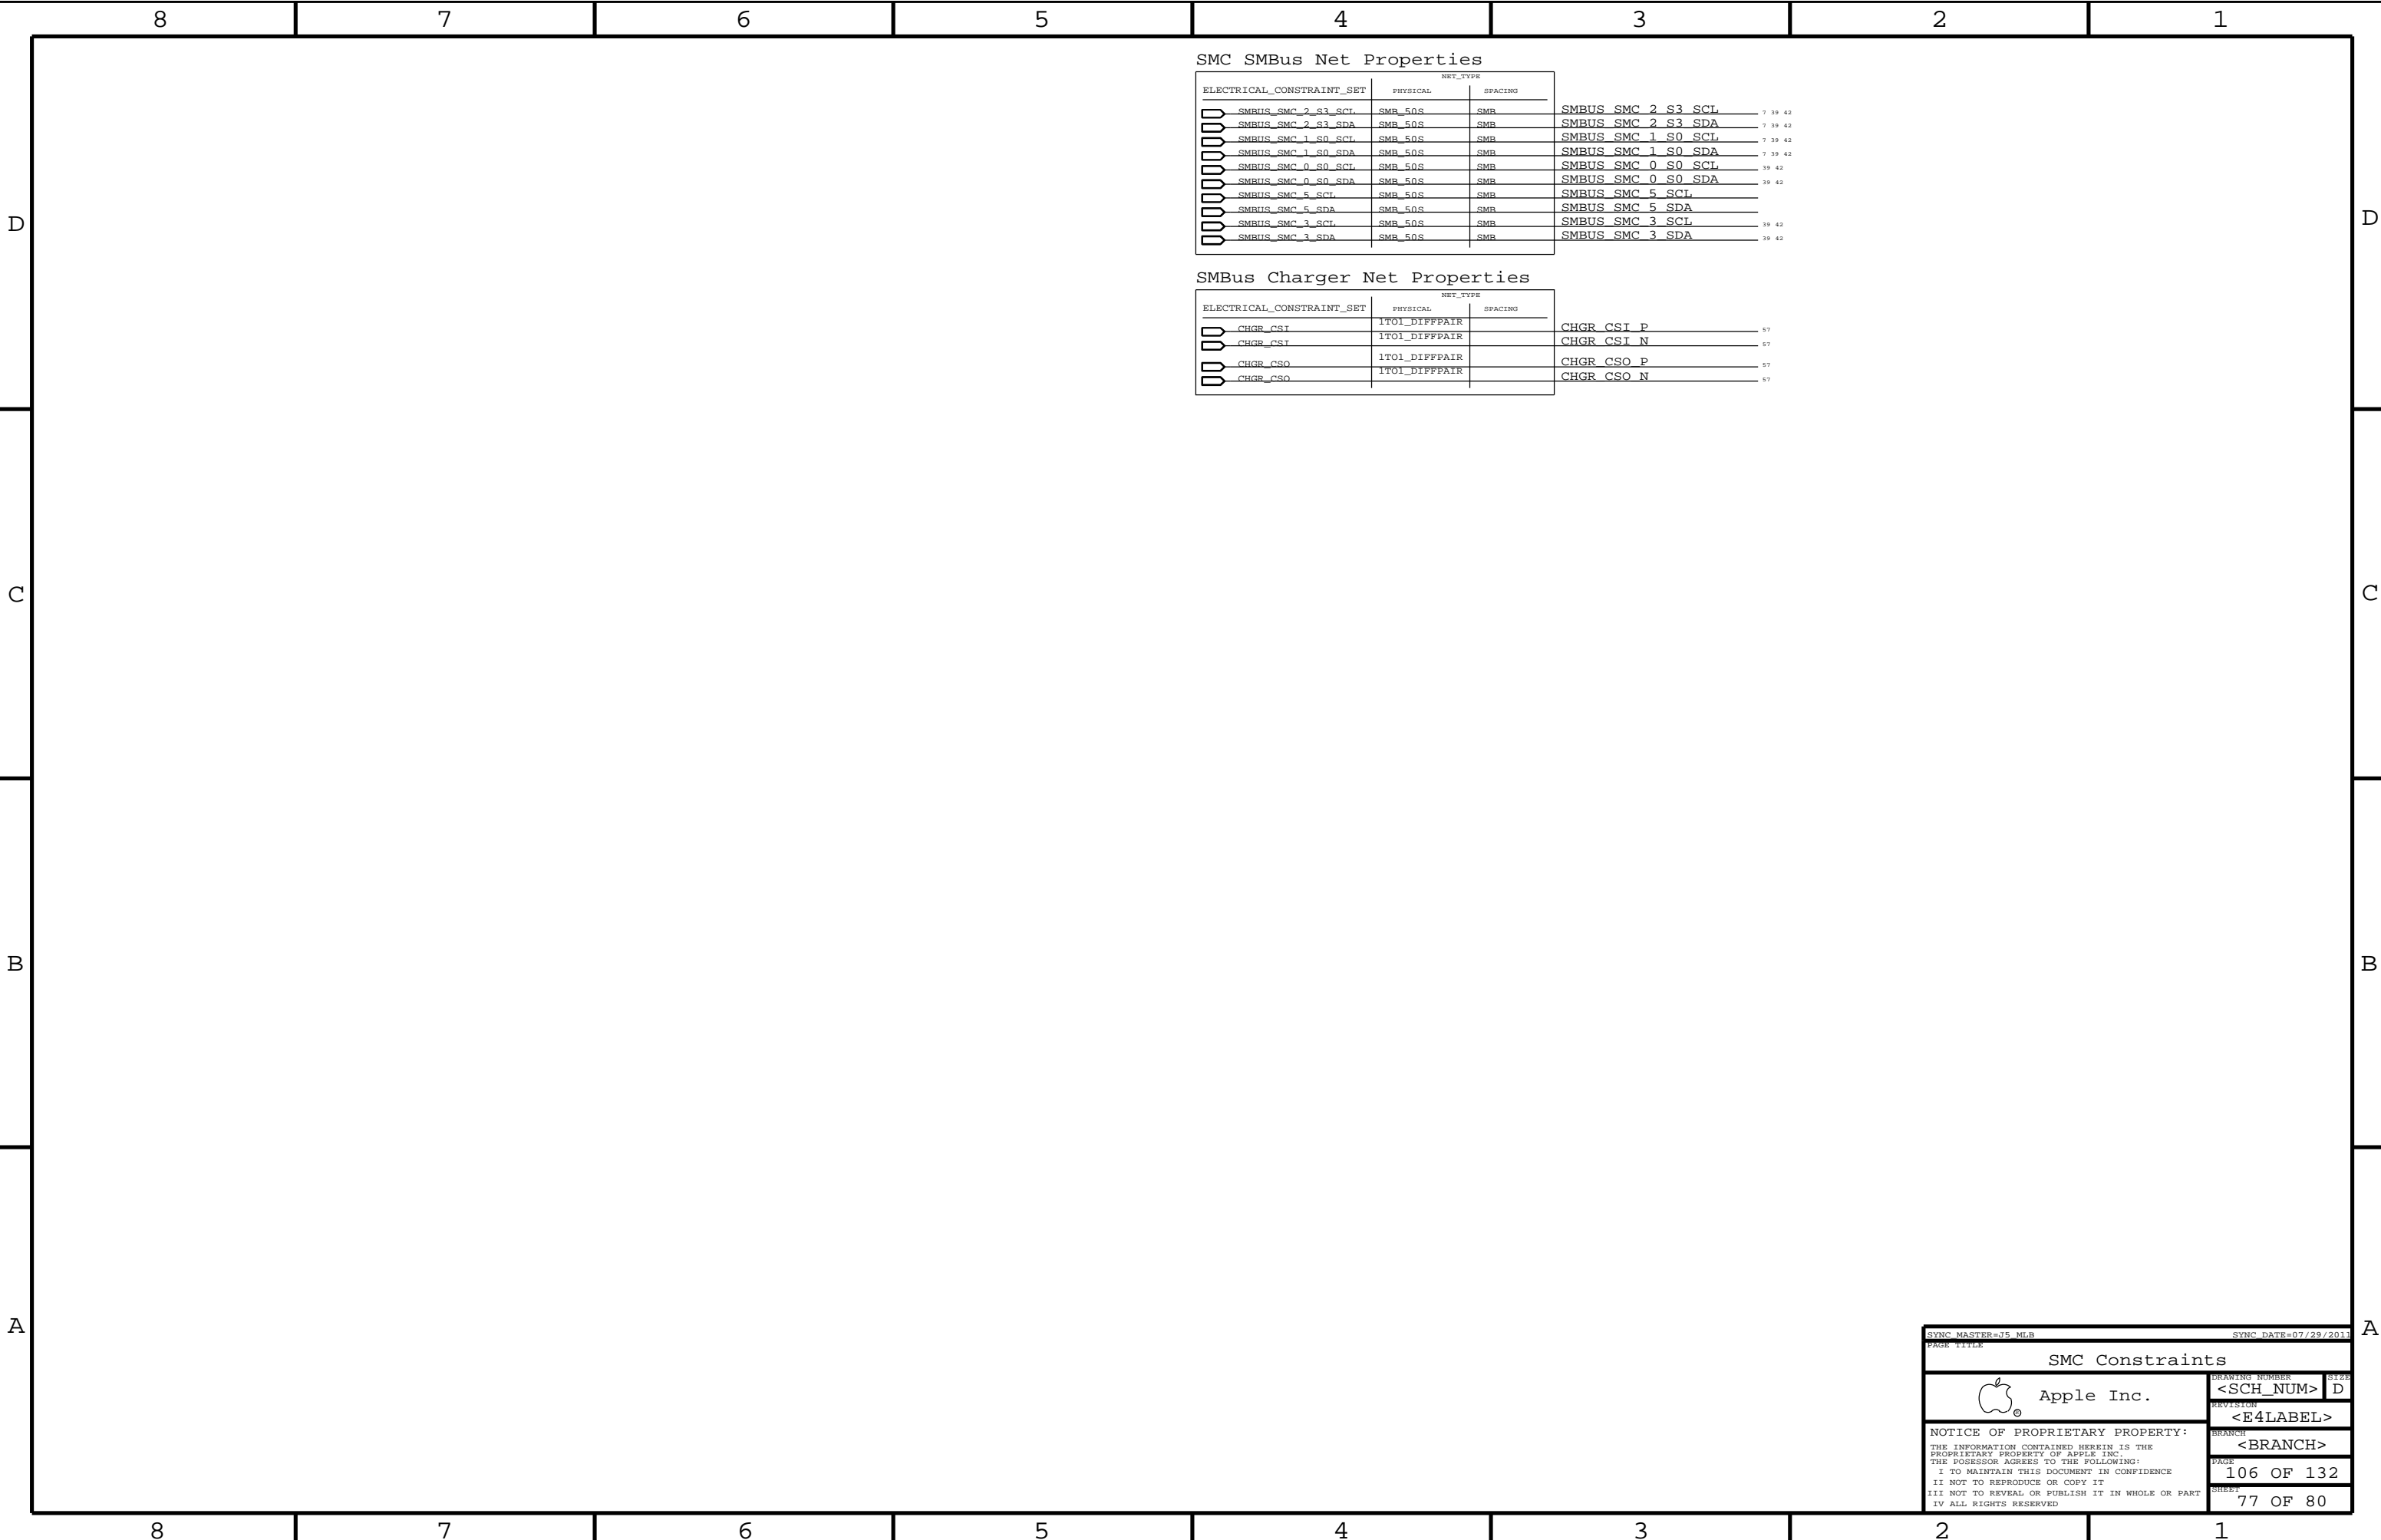 8 7 6 5 4 3 2 1
SMC SMBus Net Properties
NET_TYPE
ELECTRICAL_CONSTRAINT_SET PHYSICAL SPACING
SMBUS_SMC_2_S3_SCL SMB_50S SMB SMBUS_SMC_2_S3_SCL 7 39 42
SMBUS_SMC_2_S3_SDA SMB_50S SMB SMBUS_SMC_2_S3_SDA 7 39 42
SMBUS_SMC_1_S0_SCL SMB_50S SMB SMBUS_SMC_1_S0_SCL 7 39 42
SMBUS_SMC_1_S0_SDA SMB_50S SMB SMBUS_SMC_1_S0_SDA 7 39 42
SMBUS_SMC_0_S0_SCL SMB_50S SMB SMBUS_SMC_0_S0_SCL 39 42
SMBUS_SMC_0_S0_SDA SMB_50S SMB SMBUS_SMC_0_S0_SDA 39 42
SMBUS_SMC_5_SCL SMB_50S SMB SMBUS_SMC_5_SCL
SMBUS_SMC_5_SDA SMB_50S SMB SMBUS_SMC_5_SDA
SMBUS_SMC_3_SCL SMB_50S SMB SMBUS_SMC_3_SCL 39 42
SMBUS_SMC_3_SDA SMB_50S SMB SMBUS_SMC_3_SDA 39 42
D D
SMBus Charger Net Properties
NET_TYPE
ELECTRICAL_CONSTRAINT_SET PHYSICAL SPACING
CHGR_CSI 1TO1_DIFFPAIR CHGR_CSI_P 57
CHGR_CSI 1TO1_DIFFPAIR CHGR_CSI_N 57
CHGR_CSO 1TO1_DIFFPAIR CHGR_CSO_P 57
CHGR_CSO 1TO1_DIFFPAIR CHGR_CSO_N 57
C C
B B
A A
SYNC_MASTER=J5_MLB SYNC_DATE=07/29/2011
PAGE TITLE
SMC Constraints
Apple Inc.
®
DRAWING NUMBER SIZE
<SCH_NUM> D
REVISION
<E4LABEL>
BRANCH
<BRANCH>
NOTICE OF PROPRIETARY PROPERTY:
THE INFORMATION CONTAINED HEREIN IS THE
PROPRIETARY PROPERTY OF APPLE INC.
THE POSESSOR AGREES TO THE FOLLOWING:
I TO MAINTAIN THIS DOCUMENT IN CONFIDENCE
II NOT TO REPRODUCE OR COPY IT
III NOT TO REVEAL OR PUBLISH IT IN WHOLE OR PART
IV ALL RIGHTS RESERVED
PAGE
106 OF 132
SHEET
77 OF 80
8 7 6 5 4 3 2 1